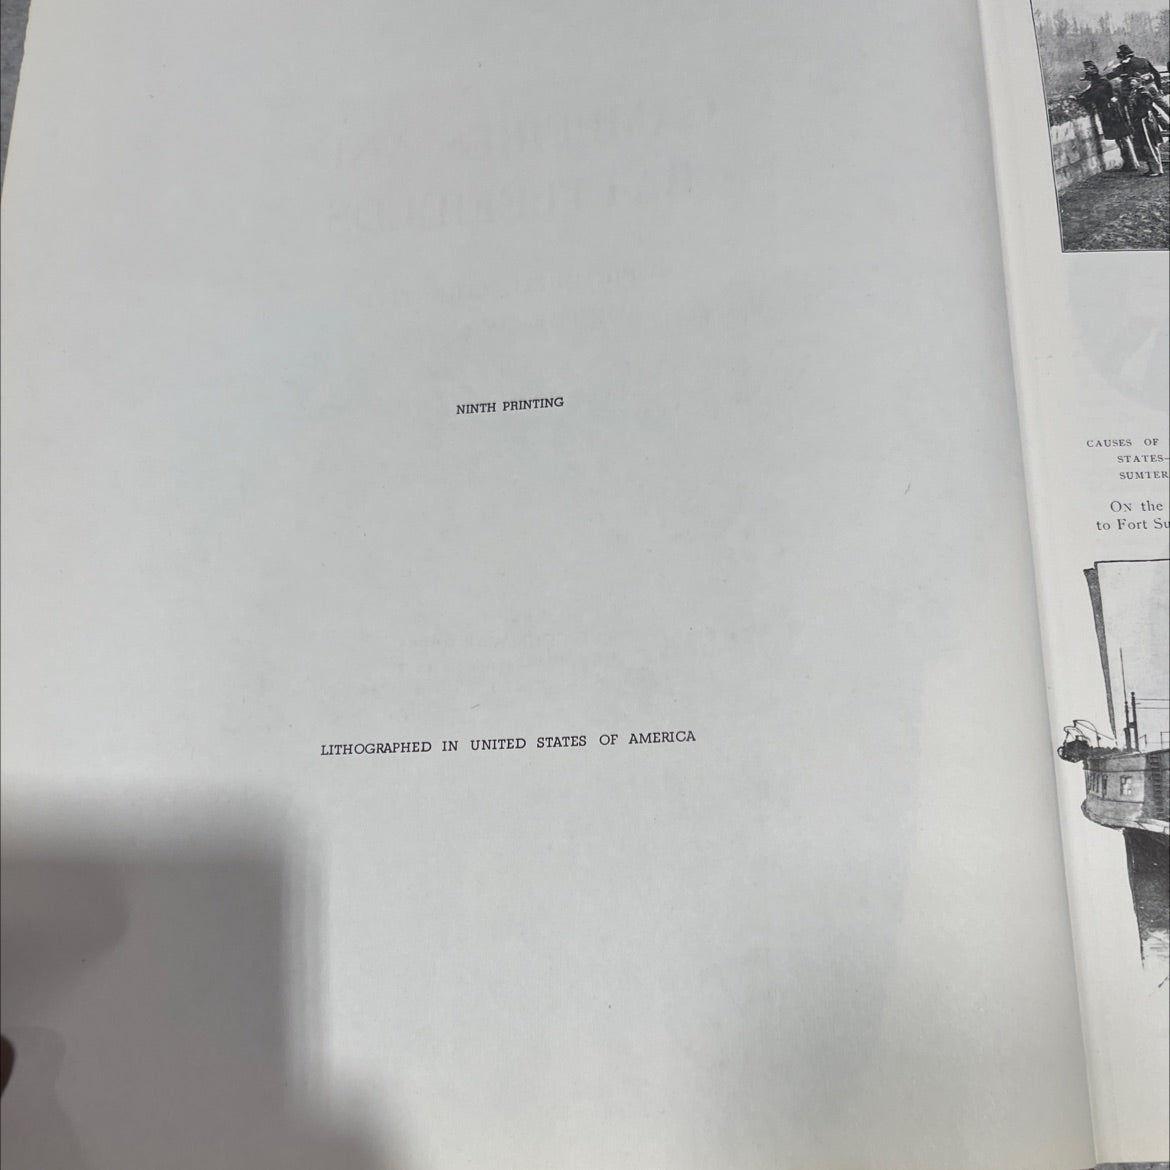 NINTH PRINTING
LITHOGRAPHED IN UNITED STATES OF AMERICA
CAUSES OF
STATES—
SUMTER
On the
to Fort Su